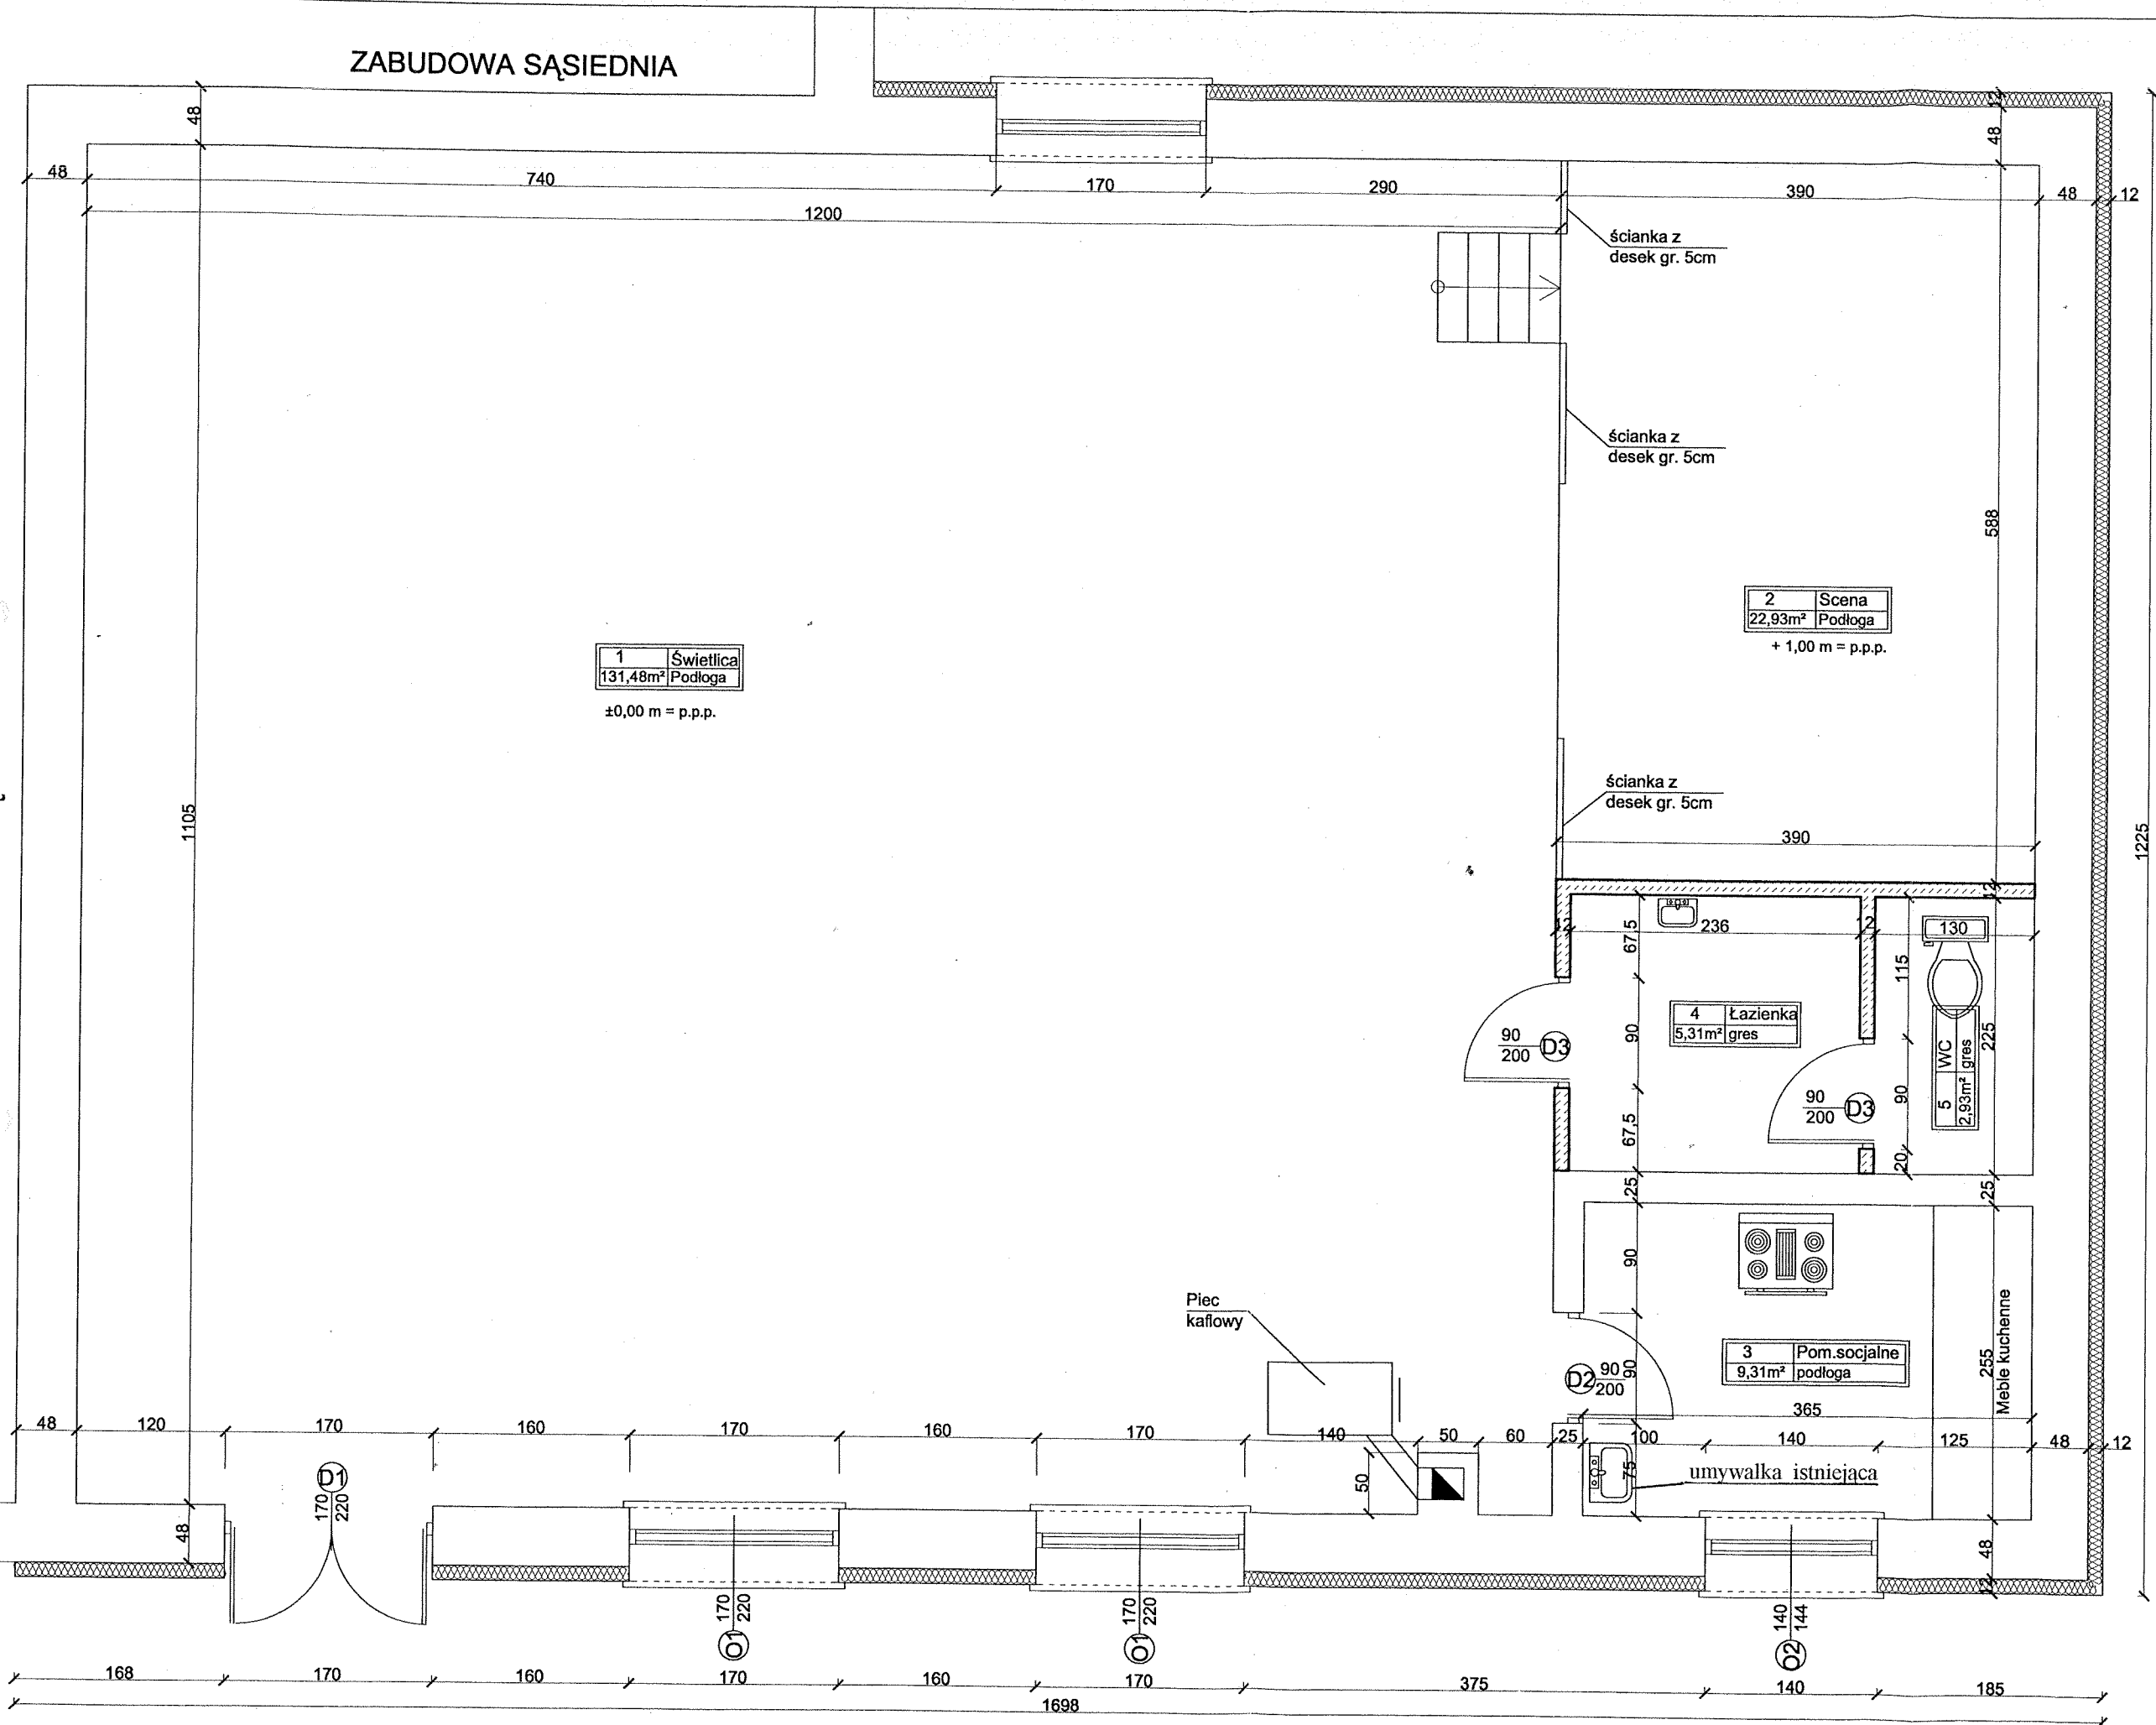 ZABUDOWA SĄSIEDNIA
48
12
48
48
740
170
290
390
48
12
1200
ścianka z
desek gr. 5cm
ścianka z
desek gr. 5cm
588
2 Scena
22,93m² Podłoga
+ 1,00 m = p.p.p.
1 Świetlica
131,48m² Podłoga
±0,00 m = p.p.p.
ścianka z
desek gr. 5cm
1105
390
1225
12
12
236
12
130
67,5
115
4 Łazienka
5,31m² gres
90
225
90
200
D3
5 WC
2,93m² gres
90
90
200
D3
67,5
20
25
25
90
Piec
kaflowy
3 Pom.socjalne
9,31m² podłoga
255
Meble kuchenne
D2
90
200
90
365
48
120
170
160
170
160
170
140
50
60
25
100
140
125
48
12
D1
170
220
50
75
umywalka istniejąca
48
48
12
170
220
O1
170
220
O1
140
144
O2
168
170
160
170
160
170
375
140
185
1698